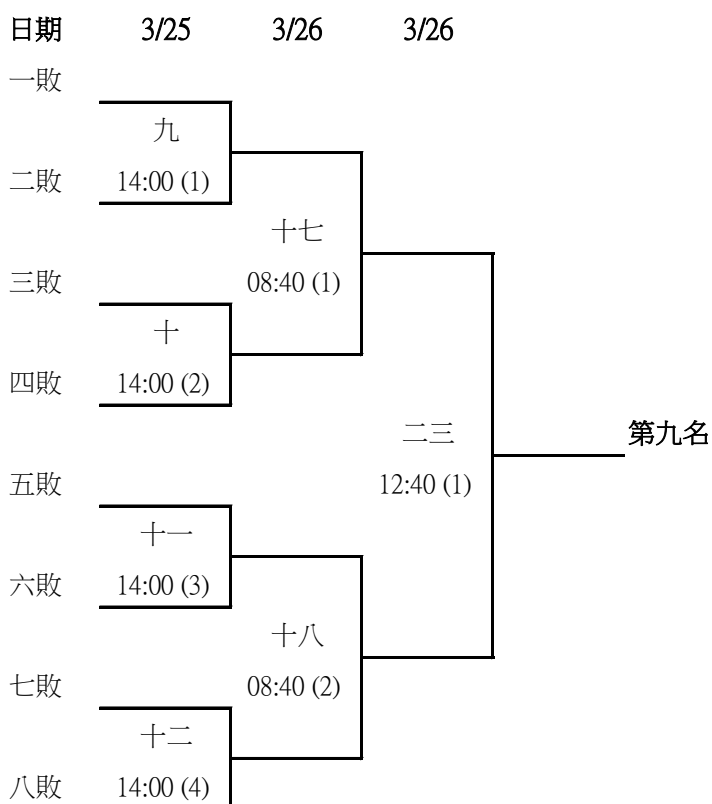 日期 3/25 3/26 3/26
一敗
九
二敗 14:00 (1)
十七
三敗 08:40 (1)
十
四敗 14:00 (2)
二三 第九名
五敗 12:40 (1)
十一
六敗 14:00 (3)
十八
七敗 08:40 (2)
十二
八敗 14:00 (4)